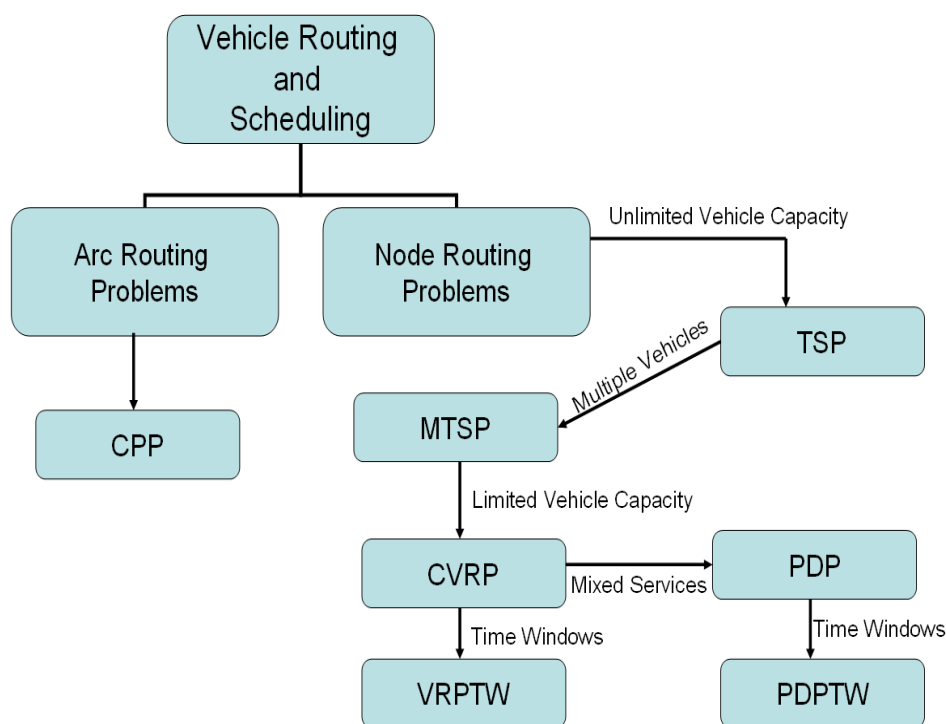 Vehicle Routing
and
Scheduling
Arc Routing
Problems
Node Routing
Problems
Unlimited Vehicle Capacity
TSP
Multiple Vehicles
MTSP
CPP
Limited Vehicle Capacity
CVRP
Mixed Services
PDP
Time Windows
Time Windows
VRPTW
PDPTW